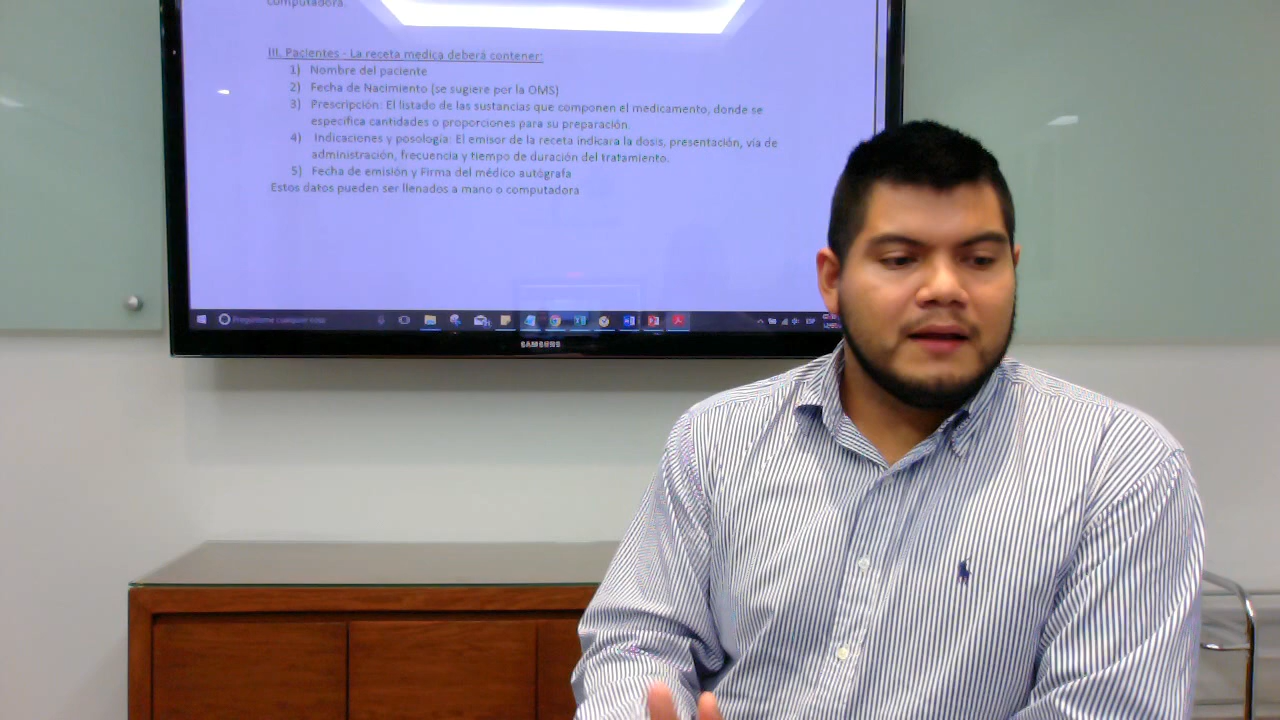 computadora.
III. Pacientes - La receta medica deberá contener:
1) Nombre del paciente
2) Fecha de Nacimiento (se sugiere por la OMS)
3) Prescripción: El listado de las sustancias que componen el medicamento, donde se
especifica cantidades o proporciones para su preparación.
4) Indicaciones y posología: El emisor de la receta indicara la dosis, presentación, vía de
administración, frecuencia y tiempo de duración del tratamiento.
5) Fecha de emisión y Firma del médico autógrafa
Estos datos pueden ser llenados a mano o computadora
Pregúntame cualquier cosa
ESP
SAMSUNG